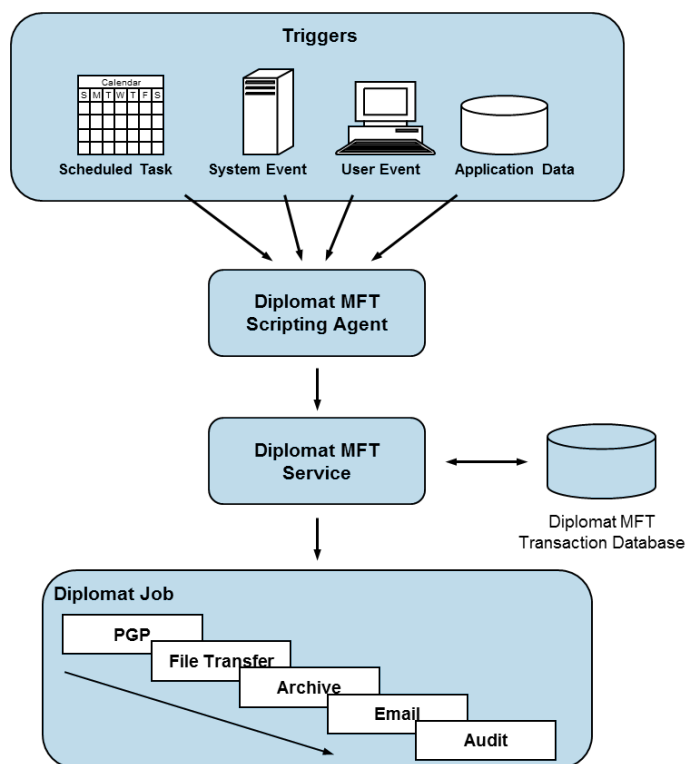 Triggers
Calendar
S M T W T F S
Scheduled Task
System Event
User Event
Application Data
Diplomat MFT
Scripting Agent
Diplomat MFT
Service
Diplomat MFT
Transaction Database
Diplomat Job
PGP
File Transfer
Archive
Email
Audit